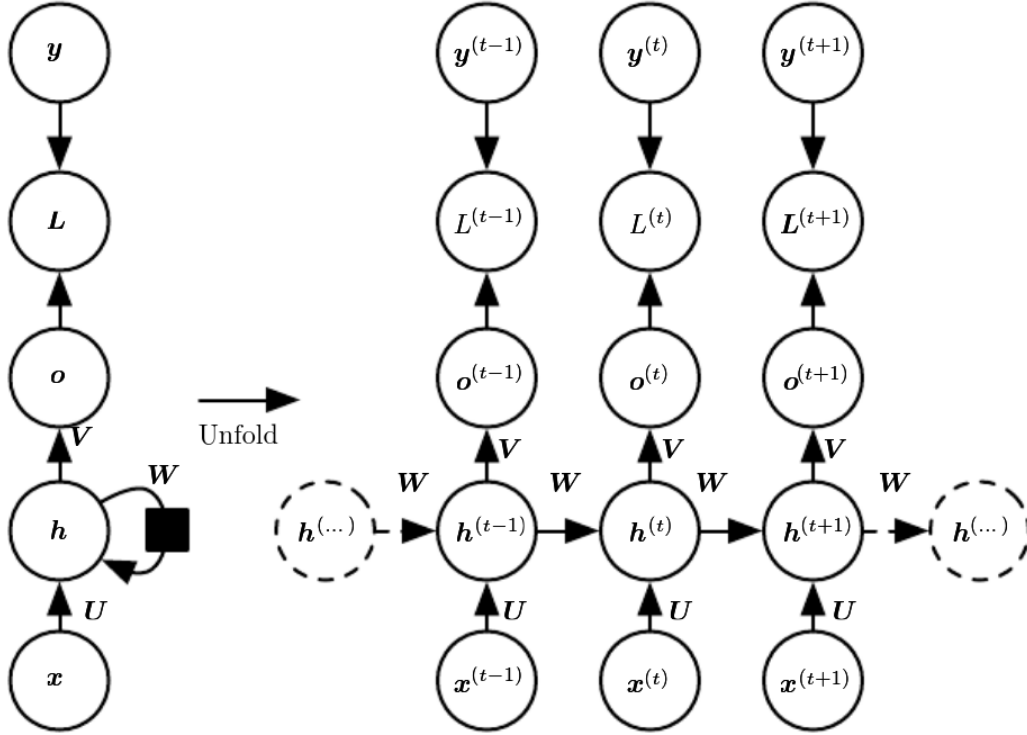 y y^(t−1) y^(t) y^(t+1)
L L^(t−1) L^(t) L^(t+1)
o o^(t−1) o^(t) o^(t+1)
Unfold
V V V V
W W W W W
h h^(...) h^(t−1) h^(t) h^(t+1) h^(...)
U U U U
x x^(t−1) x^(t) x^(t+1)